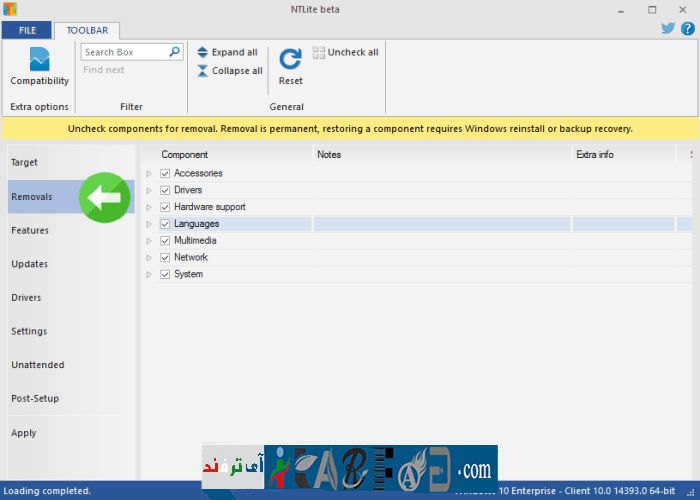 NTLite beta
FILE
TOOLBAR
Compatibility
Extra options
Search Box
Find next
Filter
Expand all
Collapse all
Reset
Uncheck all
General
Uncheck components for removal. Removal is permanent, restoring a component requires Windows reinstall or backup recovery.
Target
Removals
Features
Updates
Drivers
Settings
Unattended
Post-Setup
Apply
Component Notes Extra info
Accessories
Drivers
Hardware support
Languages
Multimedia
Network
System
آی ترفند
.com
Loading completed.
10 Enterprise - Client 10.0 14393.0 64-bit